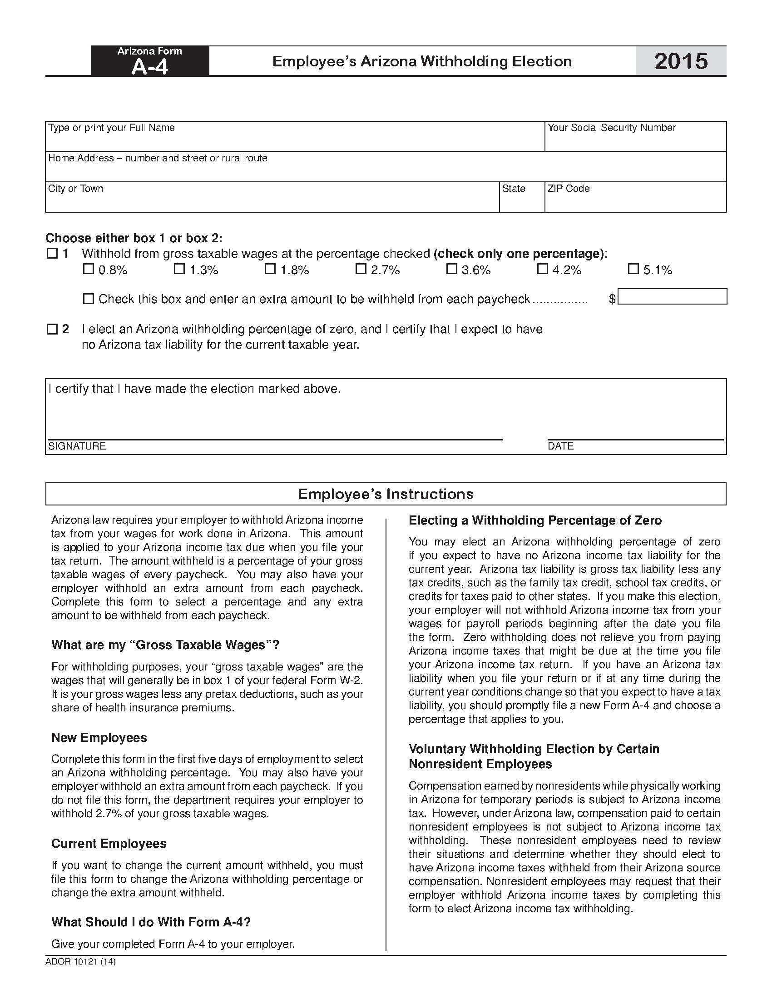 Arizona Form
A-4
Employee’s Arizona Withholding Election
2015
Type or print your Full Name
Your Social Security Number
Home Address – number and street or rural route
City or Town
State
ZIP Code
Choose either box 1 or box 2:
1 Withhold from gross taxable wages at the percentage checked (check only one percentage):
0.8% 1.3% 1.8% 2.7% 3.6% 4.2% 5.1%
Check this box and enter an extra amount to be withheld from each paycheck................ $
2 I elect an Arizona withholding percentage of zero, and I certify that I expect to have
no Arizona tax liability for the current taxable year.
I certify that I have made the election marked above.
SIGNATURE
DATE
Employee’s Instructions
Arizona law requires your employer to withhold Arizona income
tax from your wages for work done in Arizona. This amount
is applied to your Arizona income tax due when you file your
tax return. The amount withheld is a percentage of your gross
taxable wages of every paycheck. You may also have your
employer withhold an extra amount from each paycheck.
Complete this form to select a percentage and any extra
amount to be withheld from each paycheck.
What are my “Gross Taxable Wages”?
For withholding purposes, your “gross taxable wages” are the
wages that will generally be in box 1 of your federal Form W-2.
It is your gross wages less any pretax deductions, such as your
share of health insurance premiums.
New Employees
Complete this form in the first five days of employment to select
an Arizona withholding percentage. You may also have your
employer withhold an extra amount from each paycheck. If you
do not file this form, the department requires your employer to
withhold 2.7% of your gross taxable wages.
Current Employees
If you want to change the current amount withheld, you must
file this form to change the Arizona withholding percentage or
change the extra amount withheld.
What Should I do With Form A-4?
Give your completed Form A-4 to your employer.
Electing a Withholding Percentage of Zero
You may elect an Arizona withholding percentage of zero
if you expect to have no Arizona income tax liability for the
current year. Arizona tax liability is gross tax liability less any
tax credits, such as the family tax credit, school tax credits, or
credits for taxes paid to other states. If you make this election,
your employer will not withhold Arizona income tax from your
wages for payroll periods beginning after the date you file
the form. Zero withholding does not relieve you from paying
Arizona income taxes that might be due at the time you file
your Arizona income tax return. If you have an Arizona tax
liability when you file your return or if at any time during the
current year conditions change so that you expect to have a tax
liability, you should promptly file a new Form A-4 and choose a
percentage that applies to you.
Voluntary Withholding Election by Certain
Nonresident Employees
Compensation earned by nonresidents while physically working
in Arizona for temporary periods is subject to Arizona income
tax. However, under Arizona law, compensation paid to certain
nonresident employees is not subject to Arizona income tax
withholding. These nonresident employees need to review
their situations and determine whether they should elect to
have Arizona income taxes withheld from their Arizona source
compensation. Nonresident employees may request that their
employer withhold Arizona income taxes by completing this
form to elect Arizona income tax withholding.
ADOR 10121 (14)